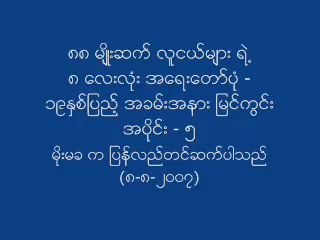 ၈၈ မျိုးဆက် လူငယ်များ ရဲ့
၈ လေးလုံး အရေးတော်ပုံ -
၁၉နှစ်ပြည့် အခမ်းအနား မြင်ကွင်း
အပိုင်း - ၅
မိုးမခ က ပြန်လည်တင်ဆက်ပါသည်
(၈-၈-၂၀၀၇)